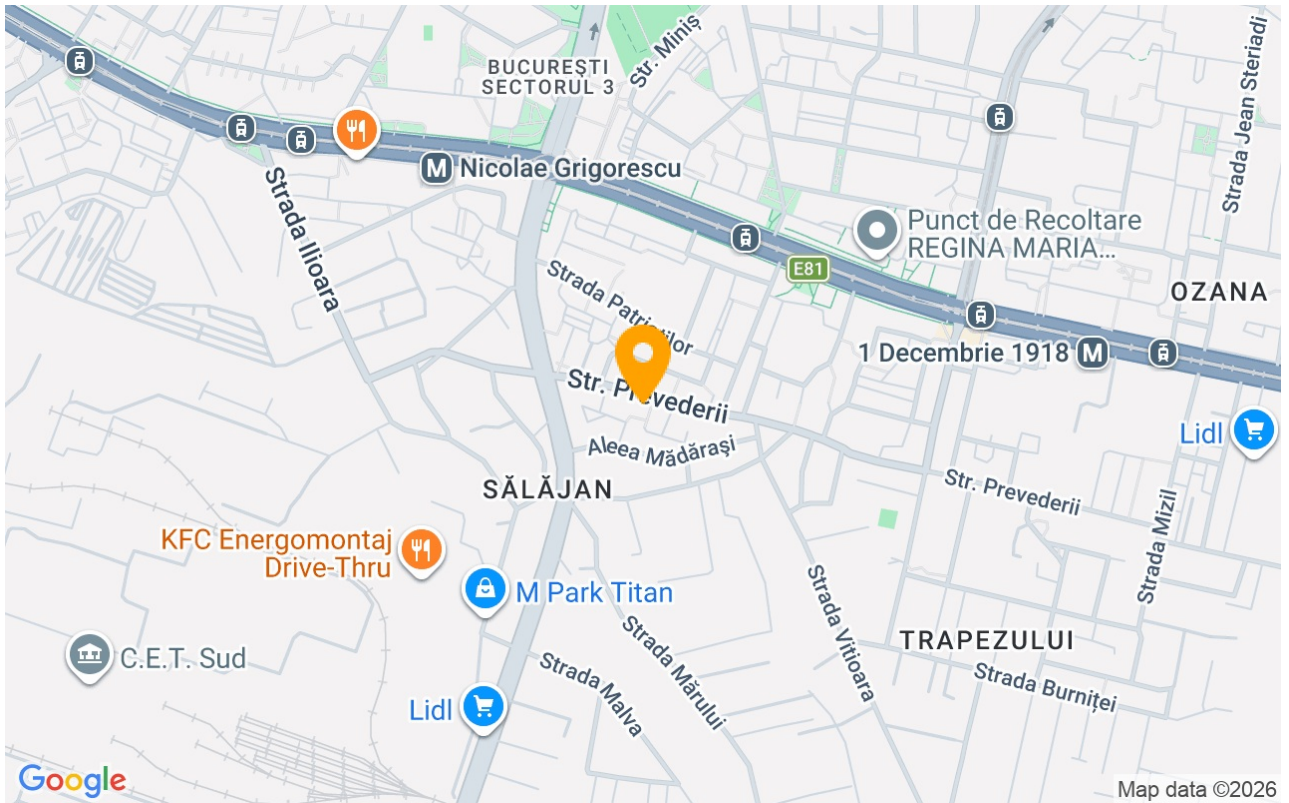 Str. Miniș
BUCUREȘTI
SECTORUL 3
Strada Jean Steriadi
M Nicolae Grigorescu
Strada Ilioara
Punct de Recoltare
REGINA MARIA...
E81
OZANA
Strada Patrioților
1 Decembrie 1918 M
Str. Prevederii
Lidl
Aleea Mădărași
SĂLĂJAN
Str. Prevederii
KFC Energomontaj
Drive-Thru
Strada Mizil
M Park Titan
Strada Vitioara
C.E.T. Sud
TRAPEZULUI
Strada Mărului
Strada Burniței
Strada Malva
Lidl
Google
Map data ©2026